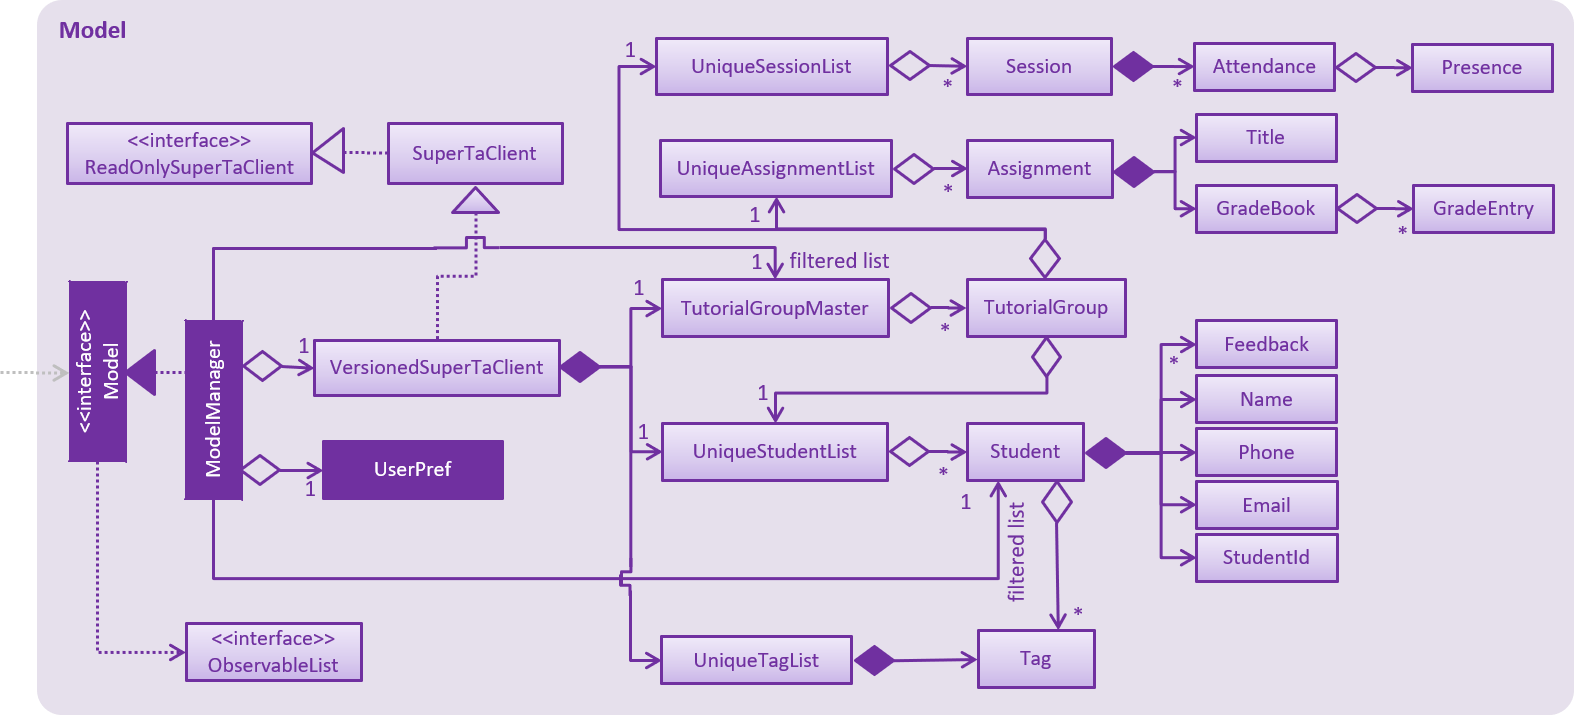 Model
1
UniqueSessionList
*
Session
*
Attendance
Presence
<<interface>>
ReadOnlySuperTaClient
SuperTaClient
UniqueAssignmentList
*
Assignment
Title
GradeBook
*
GradeEntry
1
1
filtered list
<<interface>>
Model
ModelManager
1
VersionedSuperTaClient
1
TutorialGroupMaster
*
TutorialGroup
1
UserPref
1
1
UniqueStudentList
*
Student
*
Feedback
Name
Phone
Email
StudentId
1
filtered list
*
<<interface>>
ObservableList
UniqueTagList
Tag